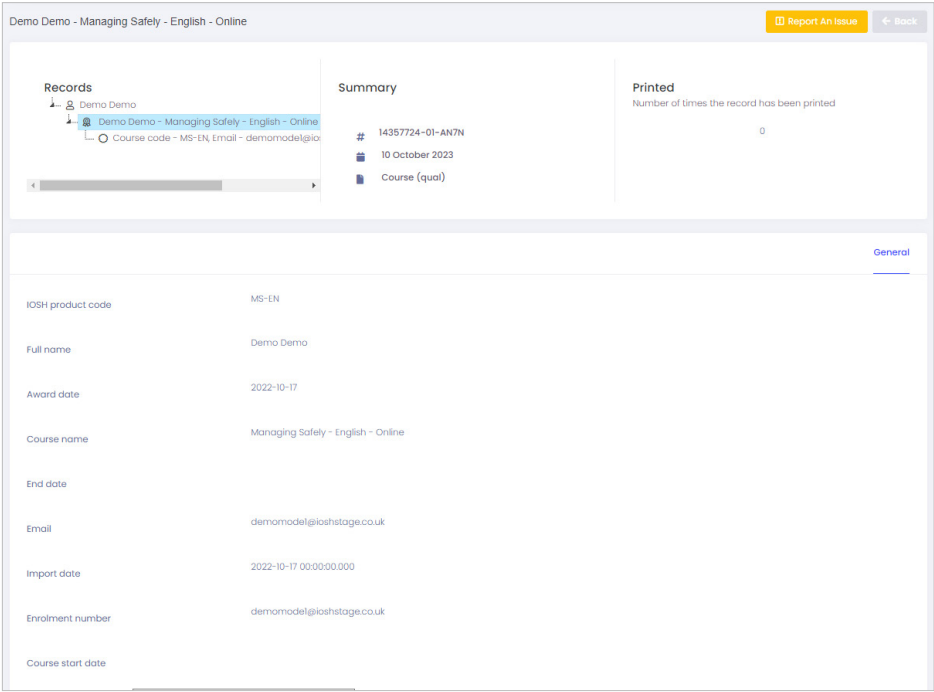 Demo Demo - Managing Safely - English - Online
Report An Issue
← Back
Records
Demo Demo
Demo Demo - Managing Safely - English - Online
Course code - MS-EN, Email - demomodel@ios
Summary
# 14357724-01-AN7N
10 October 2023
Course (qual)
Printed
Number of times the record has been printed
0
General
IOSH product code
MS-EN
Full name
Demo Demo
Award date
2022-10-17
Course name
Managing Safely - English - Online
End date
Email
demomodel@ioshstage.co.uk
Import date
2022-10-17 00:00:00.000
Enrolment number
demomodel@ioshstage.co.uk
Course start date